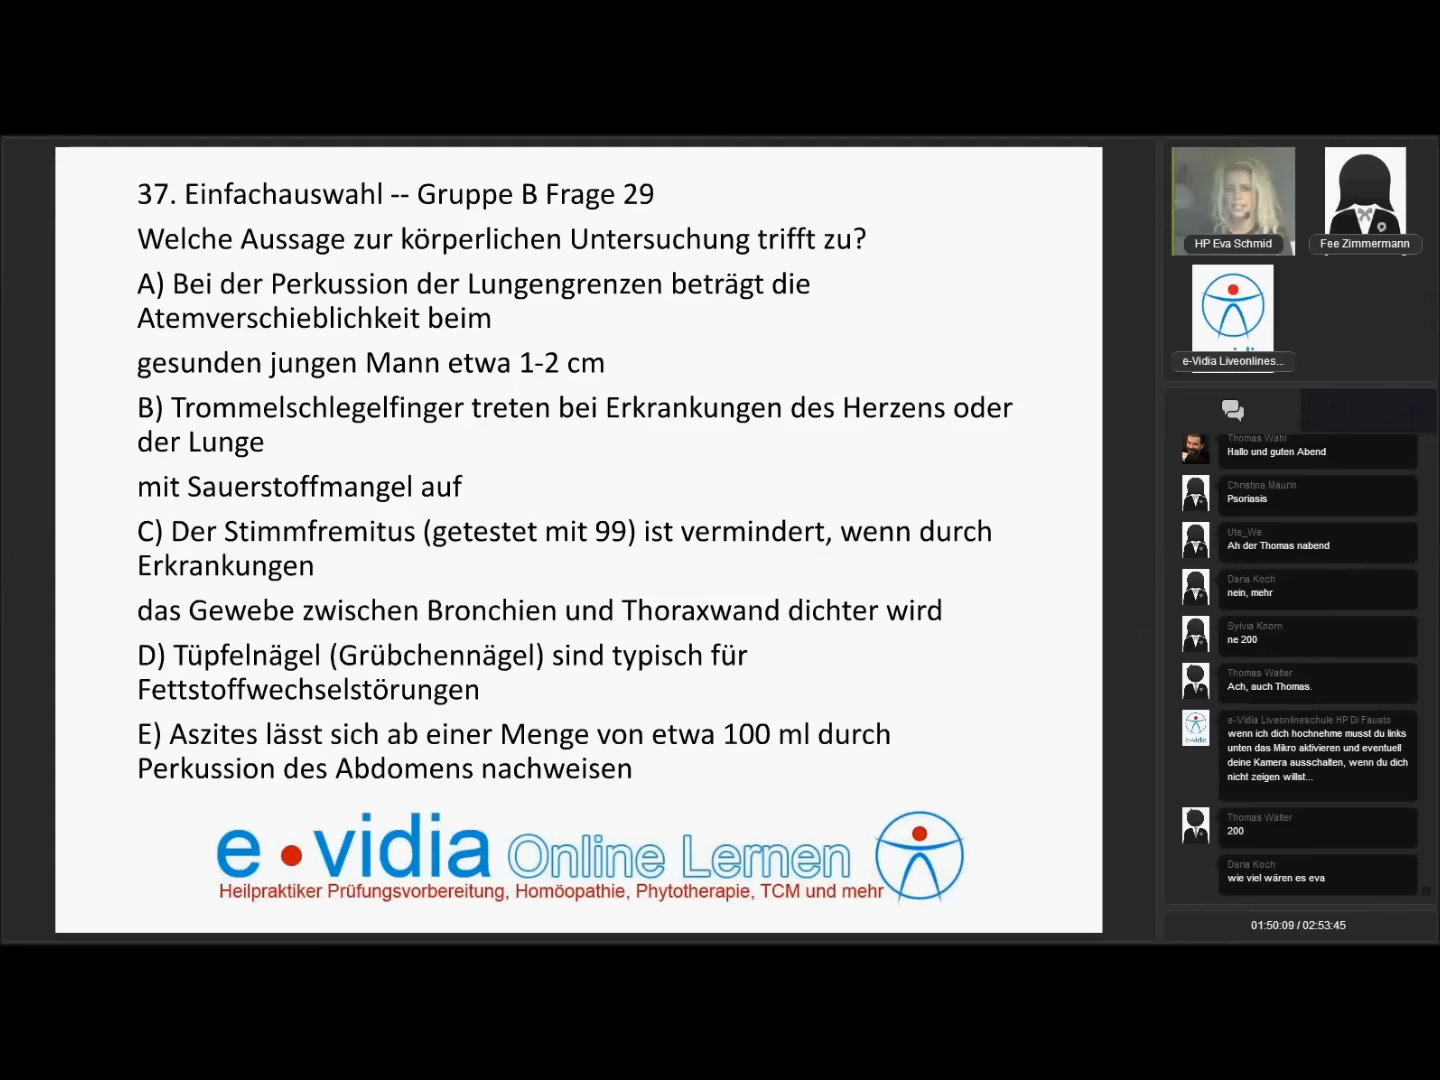 37. Einfachauswahl -- Gruppe B Frage 29
Welche Aussage zur körperlichen Untersuchung trifft zu?
A) Bei der Perkussion der Lungengrenzen beträgt die
Atemverschieblichkeit beim
gesunden jungen Mann etwa 1-2 cm
B) Trommelschlegelfinger treten bei Erkrankungen des Herzens oder
der Lunge
mit Sauerstoffmangel auf
C) Der Stimmfremitus (getestet mit 99) ist vermindert, wenn durch
Erkrankungen
das Gewebe zwischen Bronchien und Thoraxwand dichter wird
D) Tüpfelnägel (Grübchennägel) sind typisch für
Fettstoffwechselstörungen
E) Aszites lässt sich ab einer Menge von etwa 100 ml durch
Perkussion des Abdomens nachweisen
e•vidia Online Lernen
Heilpraktiker Prüfungsvorbereitung, Homöopathie, Phytotherapie, TCM und mehr
HP Eva Schmid
Fee Zimmermann
e-Vidia Liveonlines...
Thomas Wahl
Hallo und guten Abend
Christina Maurin
Psoriasis
Ute_We
Ah der Thomas nabend
Daria Koch
nein, mehr
Sylvia Knorn
ne 200
Thomas Walter
Ach, auch Thomas.
e-Vidia Liveonlineschule HP Di Fausto
wenn ich dich hochnehme musst du links
unten das Mikro aktivieren und eventuell
deine Kamera ausschalten, wenn du dich
nicht zeigen willst...
Thomas Walter
200
Daria Koch
wie viel wären es eva
01:50:09 / 02:53:45